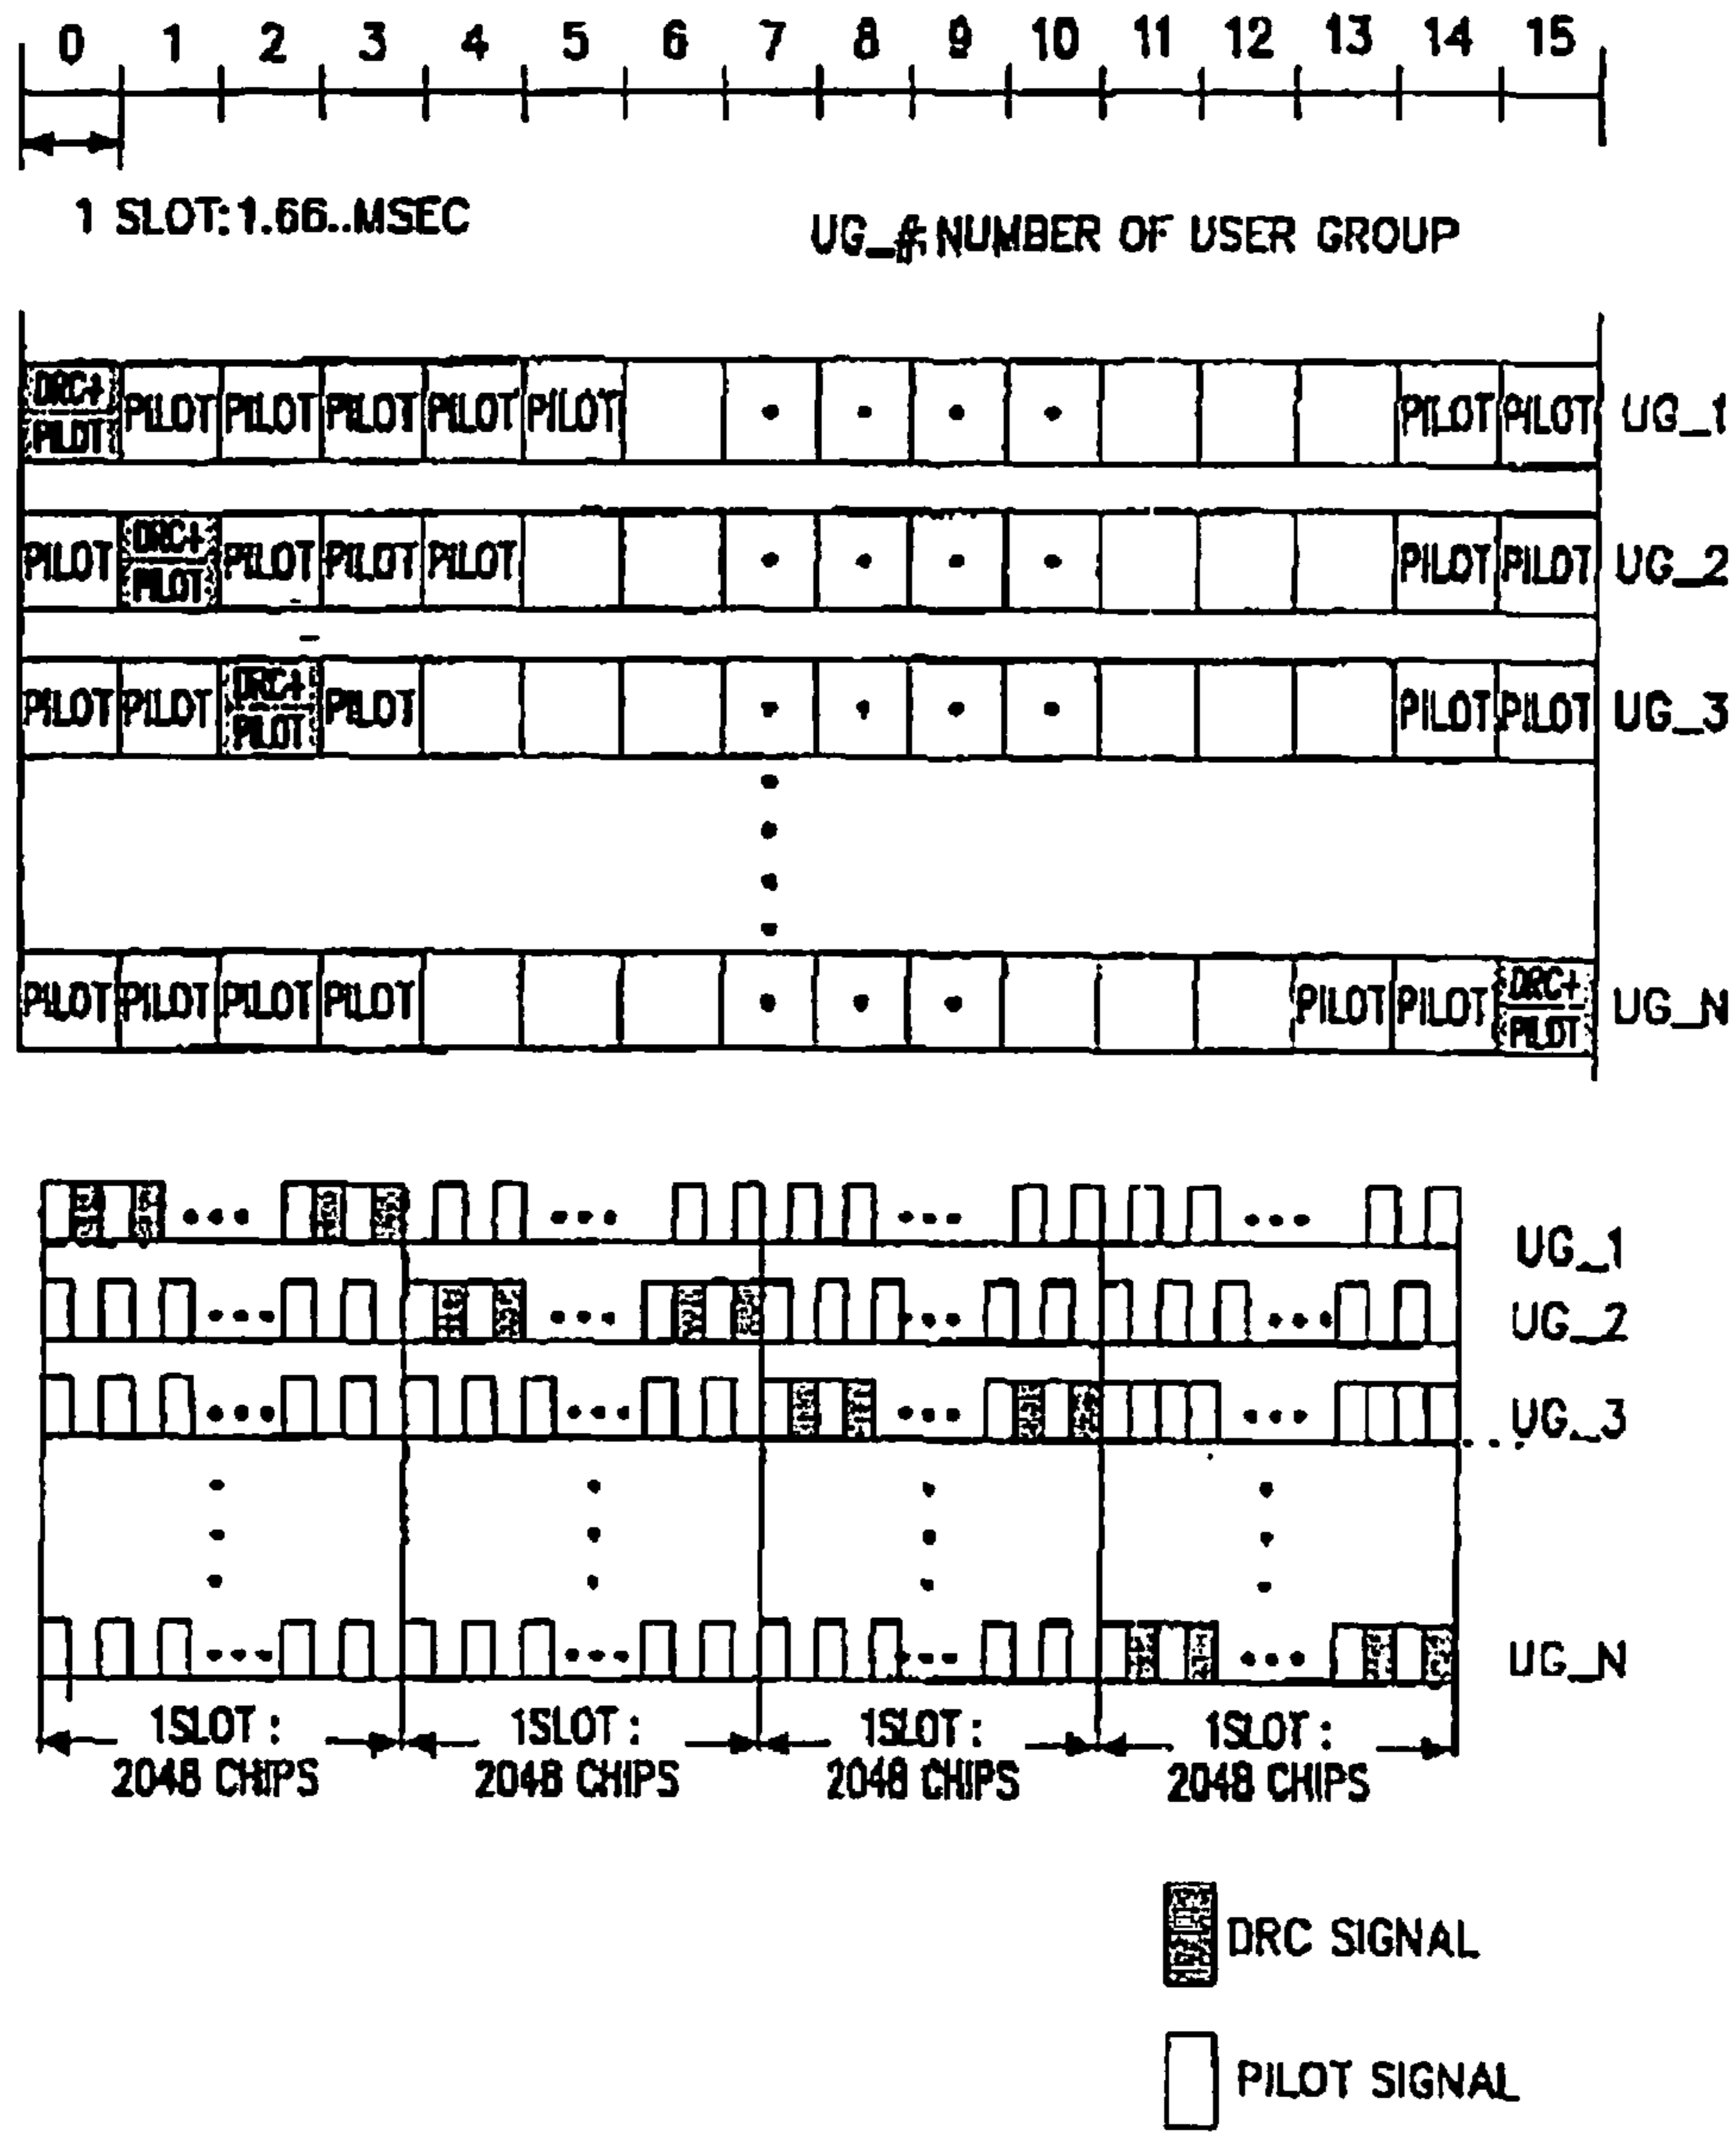 0 1 2 3 4 5 6 7 8 9 10 11 12 13 14 15
1 SLOT:1.66..MSEC
UG_#:NUMBER OF USER GROUP
DRC+ PILOT PILOT PILOT PILOT PILOT PILOT PILOT PILOT UG_1
PILOT DRC+ PILOT PILOT PILOT PILOT PILOT PILOT UG_2
PILOT PILOT DRC+ PILOT PILOT PILOT PILOT UG_3
PILOT PILOT PILOT PILOT PILOT PILOT DRC+ PILOT UG_N
UG_1
UG_2
UG_3
UG_N
1SLOT : 1SLOT : 1SLOT : 1SLOT :
2048 CHIPS 2048 CHIPS 2048 CHIPS 2048 CHIPS
DRC SIGNAL
PILOT SIGNAL